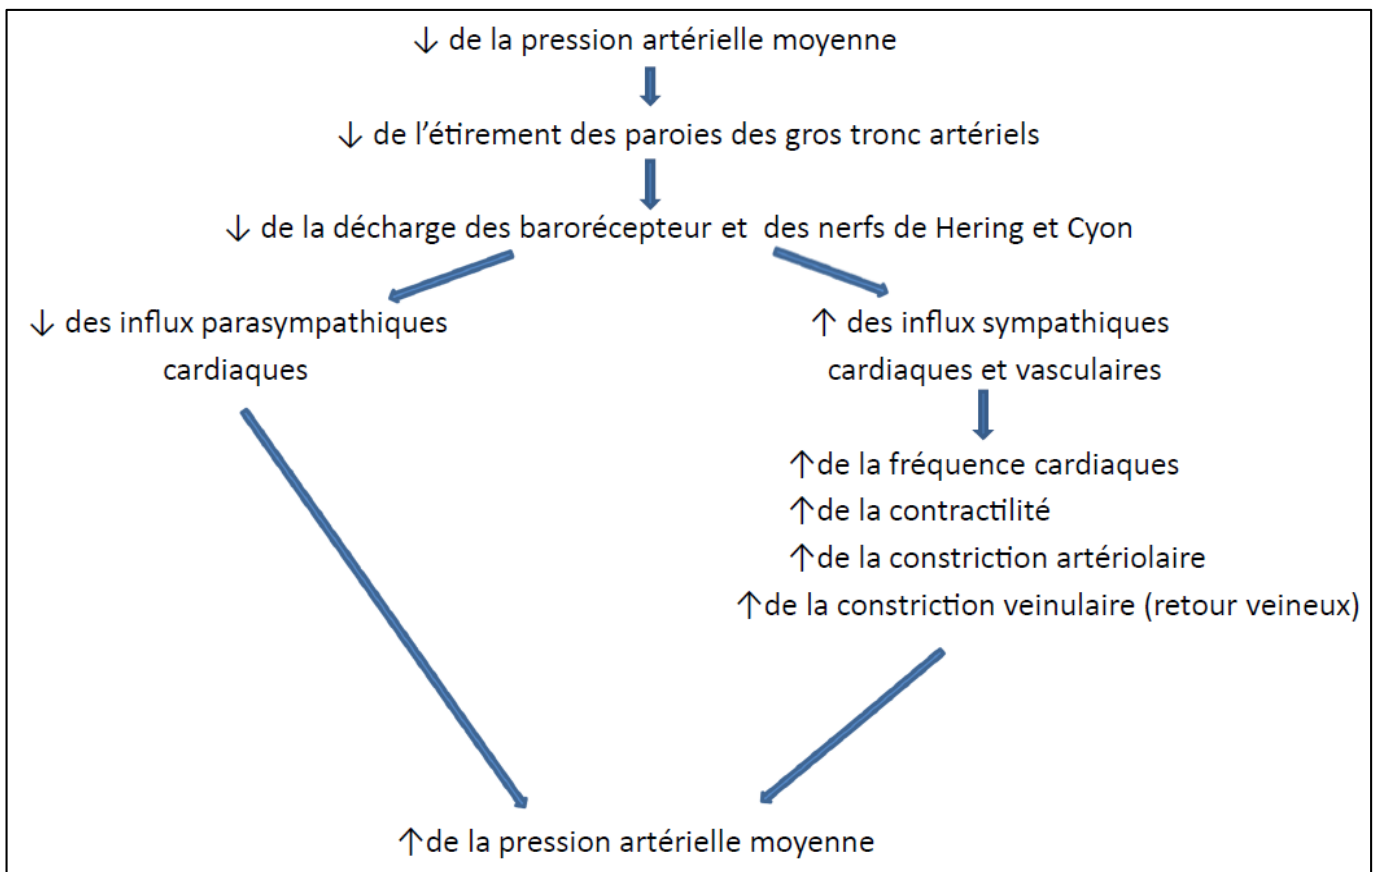 ↓ de la pression artérielle moyenne
↓ de l’étirement des paroies des gros tronc artériels
↓ de la décharge des barorécepteur et des nerfs de Hering et Cyon
↓ des influx parasympathiques
cardiaques
↑ des influx sympathiques
cardiaques et vasculaires
↑de la fréquence cardiaques
↑de la contractilité
↑de la constriction artériolaire
↑de la constriction veinulaire (retour veineux)
↑de la pression artérielle moyenne